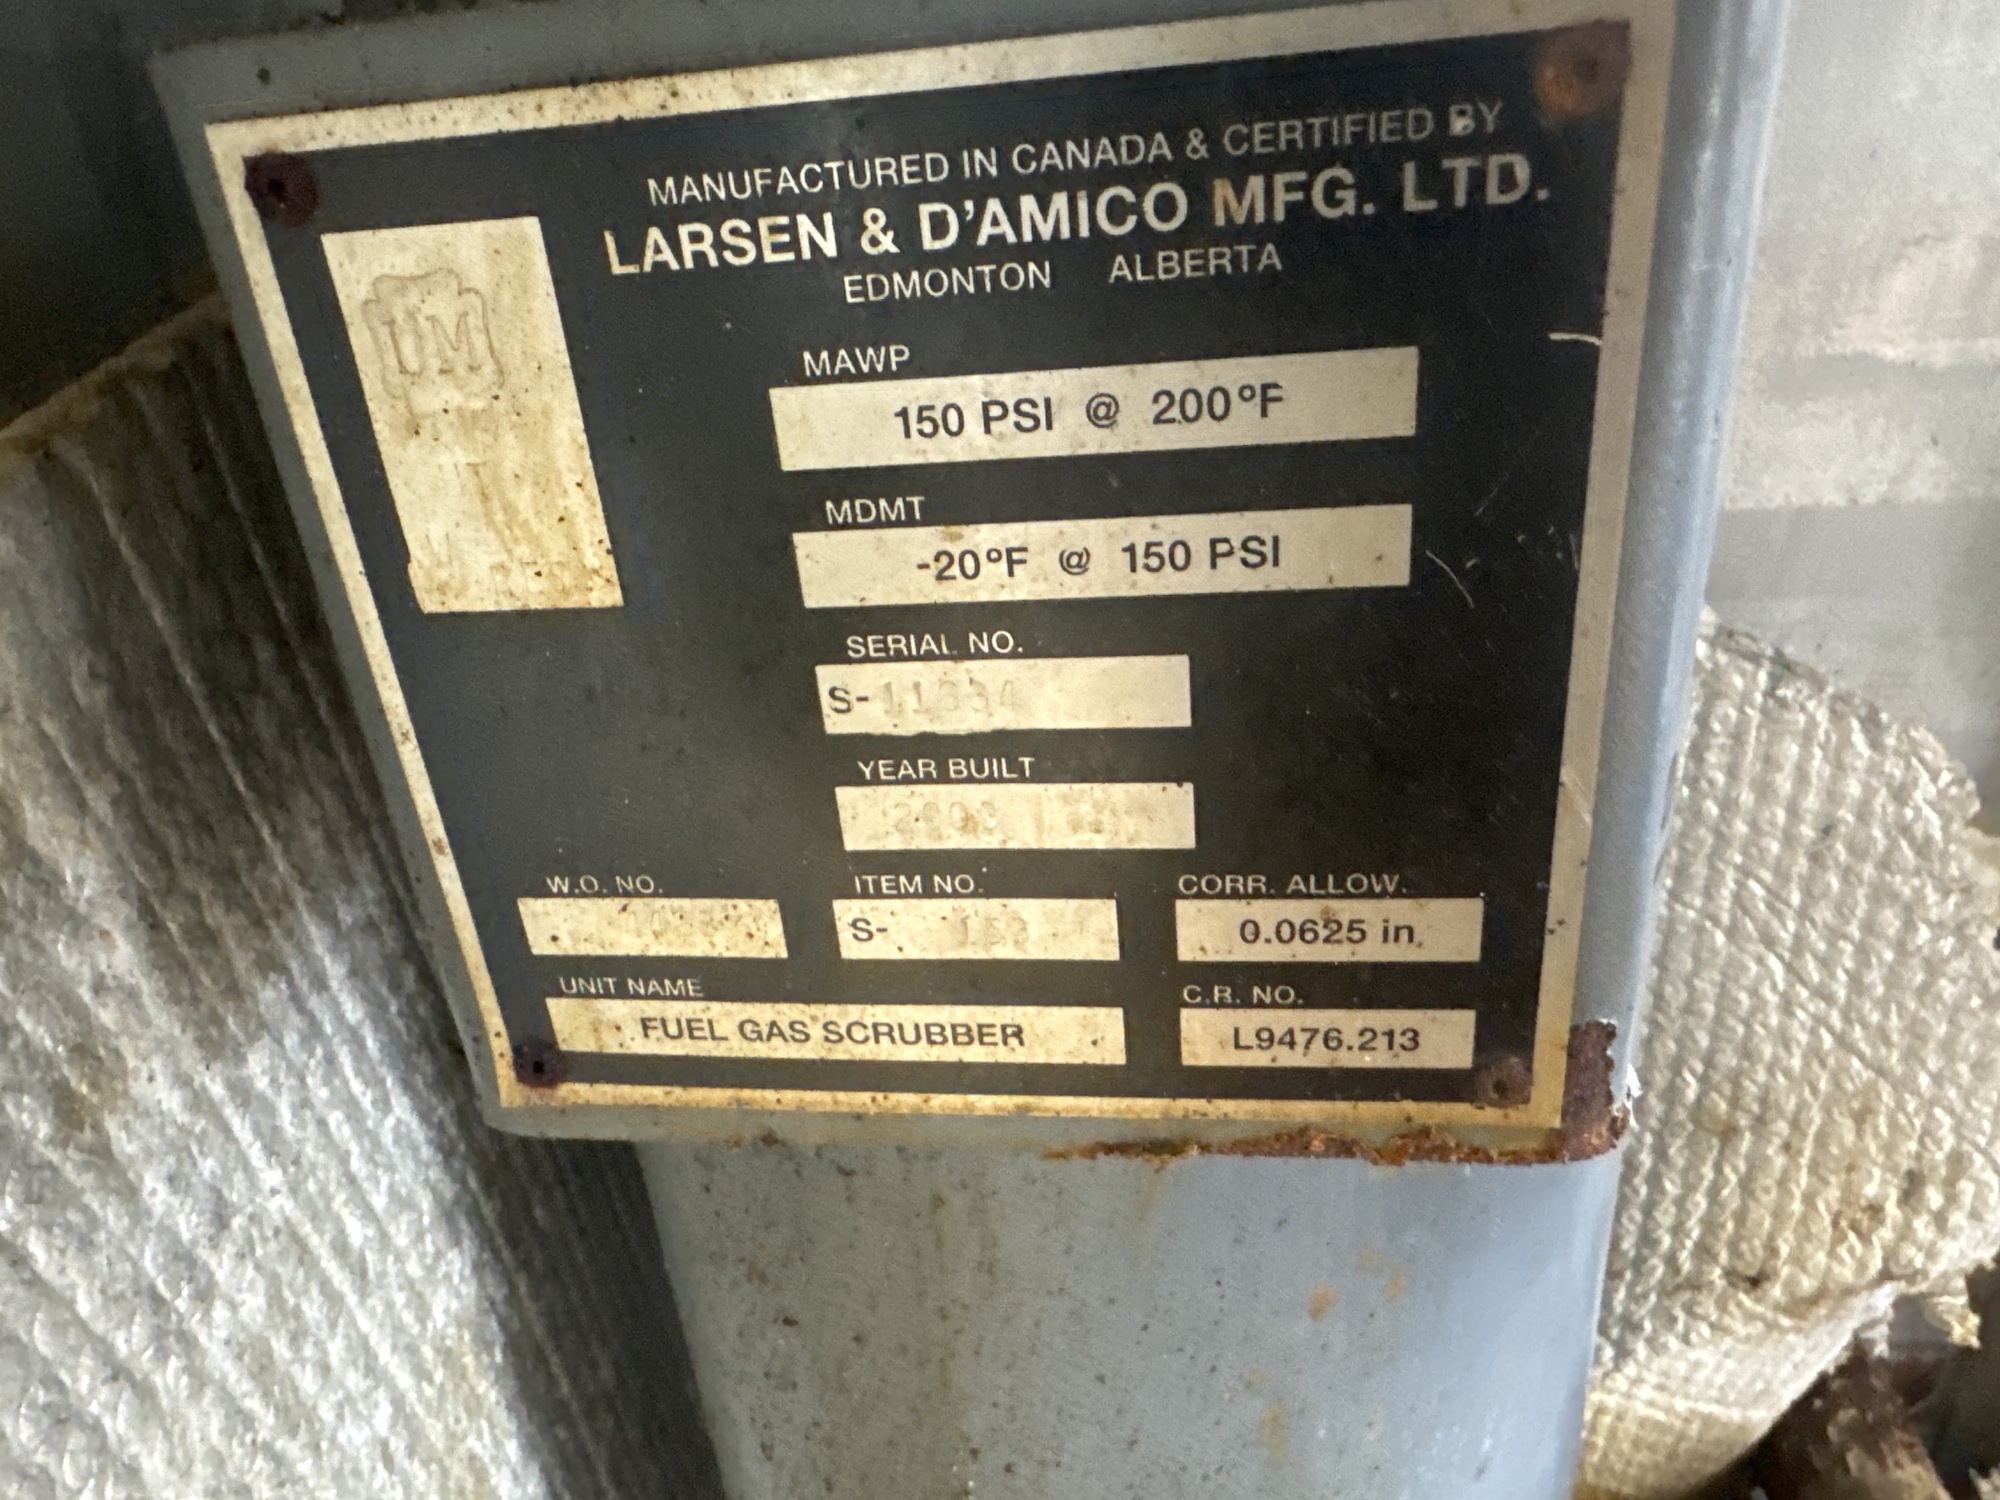 MANUFACTURED IN CANADA & CERTIFIED BY
LARSEN & D'AMICO MFG. LTD.
EDMONTON ALBERTA
UM
MAWP
150 PSI @ 200°F
MDMT
-20°F @ 150 PSI
SERIAL NO.
S-
YEAR BUILT
W.O. NO.
ITEM NO.
S-
CORR. ALLOW.
0.0625 in.
UNIT NAME
FUEL GAS SCRUBBER
C.R. NO.
L9476.213